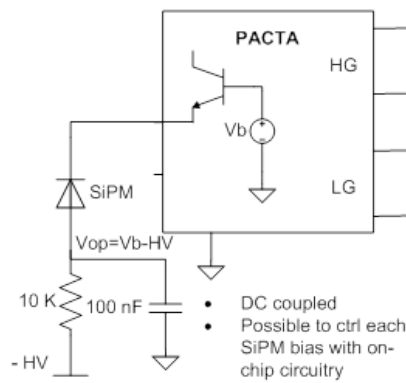 PACTA
HG
Vb
LG
SiPM
Vop=Vb-HV
10 K
100 nF
- HV
• DC coupled
• Possible to ctrl each
SiPM bias with on-
chip circuitry